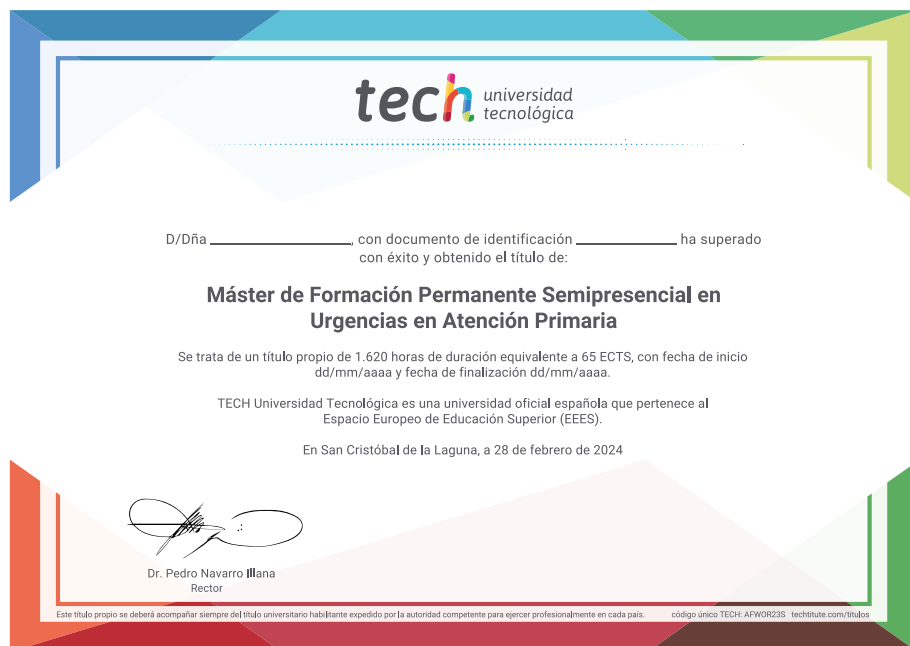 tech universidad
tecnológica
D/Dña ____________________, con documento de identificación ______________ ha superado
con éxito y obtenido el título de:
Máster de Formación Permanente Semipresencial en
Urgencias en Atención Primaria
Se trata de un título propio de 1.620 horas de duración equivalente a 65 ECTS, con fecha de inicio
dd/mm/aaaa y fecha de finalización dd/mm/aaaa.
TECH Universidad Tecnológica es una universidad oficial española que pertenece al
Espacio Europeo de Educación Superior (EEES).
En San Cristóbal de la Laguna, a 28 de febrero de 2024
Dr. Pedro Navarro Illana
Rector
Este título propio se deberá acompañar siempre del título universitario habilitante expedido por la autoridad competente para ejercer profesionalmente en cada país. código único TECH: AFWOR23S techtitute.com/titulos